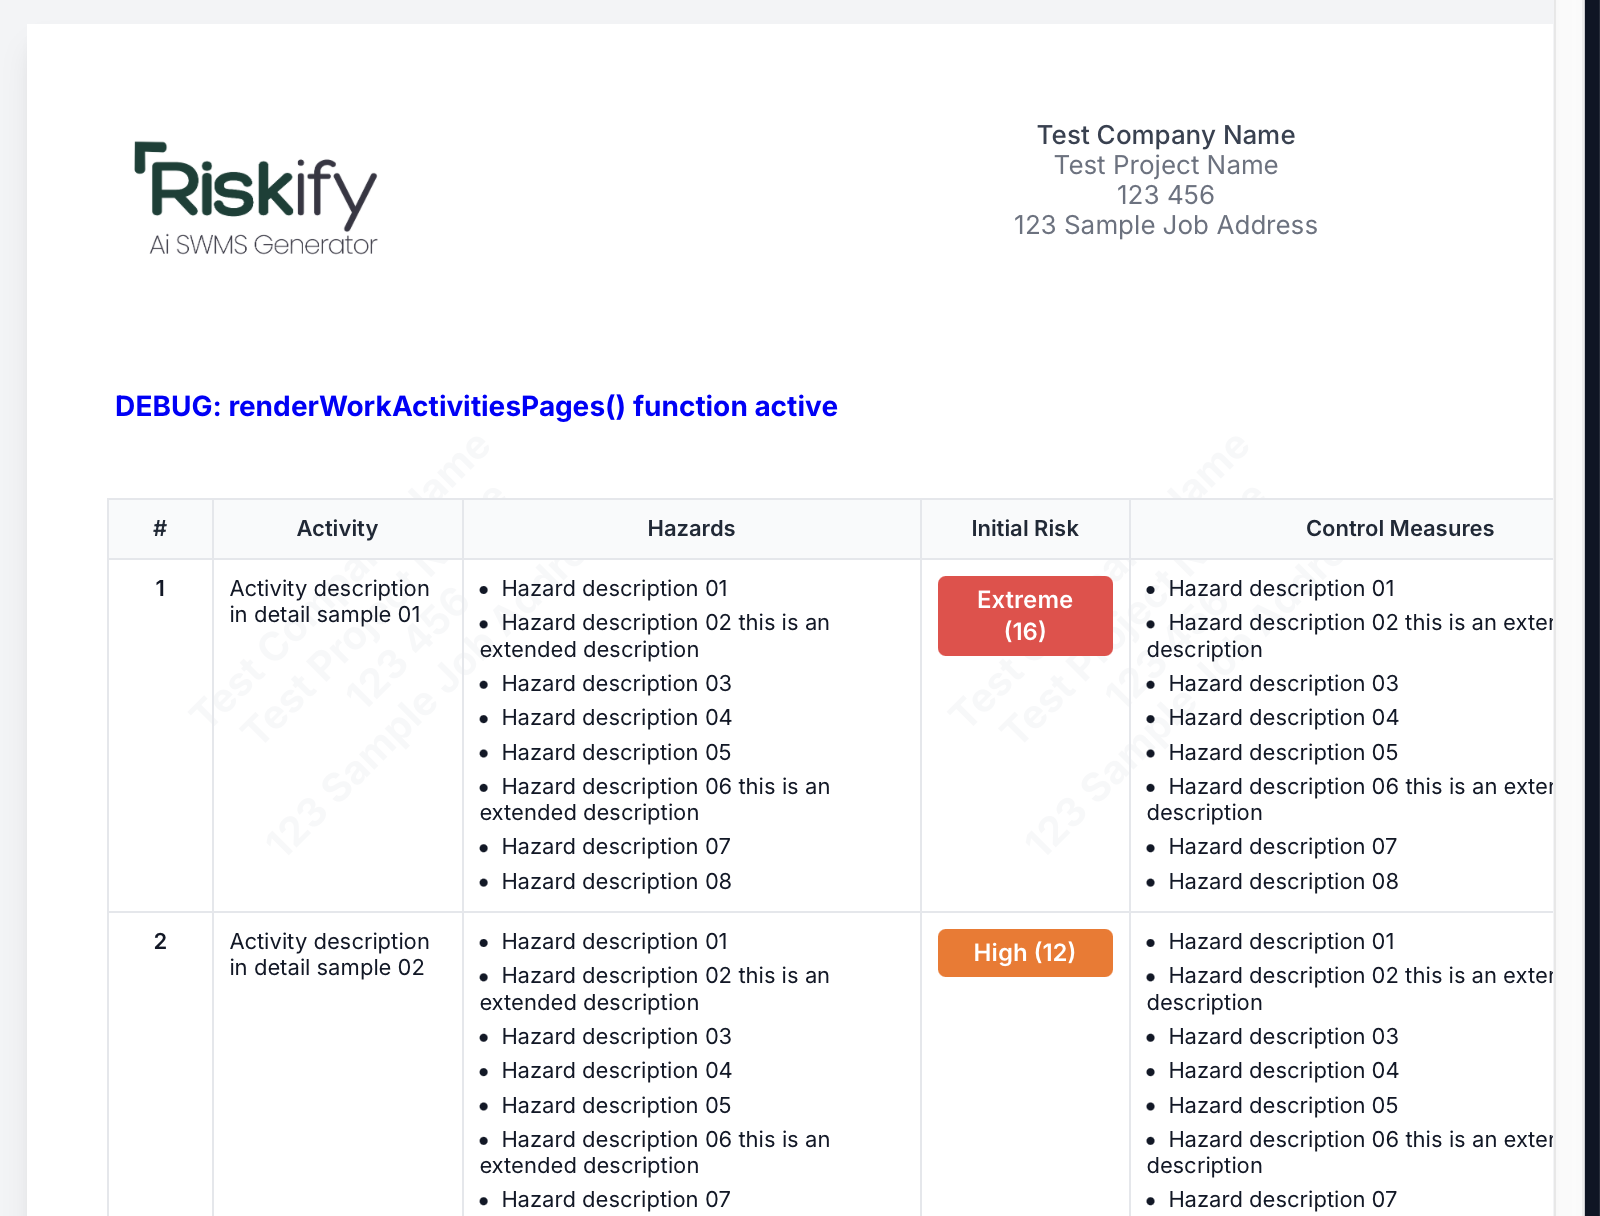 Riskify
Ai SWMS Generator
Test Company Name
Test Project Name
123 456
123 Sample Job Address
DEBUG: renderWorkActivitiesPages() function active
# Activity Hazards Initial Risk Control Measures
1
Activity description
in detail sample 01
• Hazard description 01
• Hazard description 02 this is an
extended description
• Hazard description 03
• Hazard description 04
• Hazard description 05
• Hazard description 06 this is an
extended description
• Hazard description 07
• Hazard description 08
Extreme
(16)
• Hazard description 01
• Hazard description 02 this is an exter
description
• Hazard description 03
• Hazard description 04
• Hazard description 05
• Hazard description 06 this is an exter
description
• Hazard description 07
• Hazard description 08
2
Activity description
in detail sample 02
• Hazard description 01
• Hazard description 02 this is an
extended description
• Hazard description 03
• Hazard description 04
• Hazard description 05
• Hazard description 06 this is an
extended description
• Hazard description 07
High (12)
• Hazard description 01
• Hazard description 02 this is an exter
description
• Hazard description 03
• Hazard description 04
• Hazard description 05
• Hazard description 06 this is an exter
description
• Hazard description 07